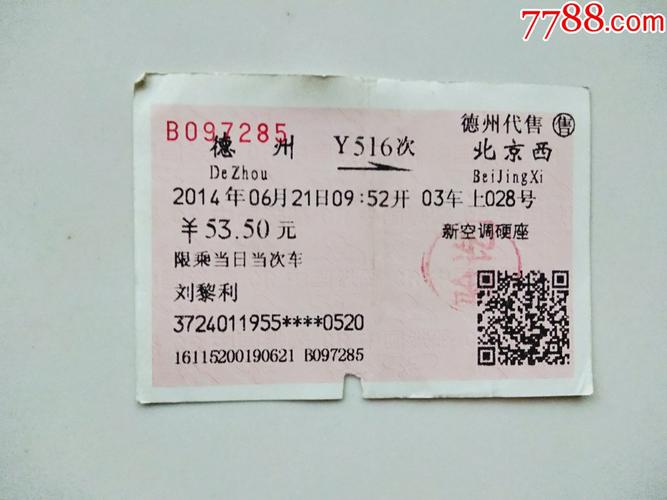 7788.com
B097285
德州代售 售
德州 Y516次 北京西
DeZhou BeiJingXi
2014年06月21日09:52开 03车上028号
￥53.50元 新空调硬座
限乘当日当次车
刘黎利
3724011955****0520
16115200190621 B097285